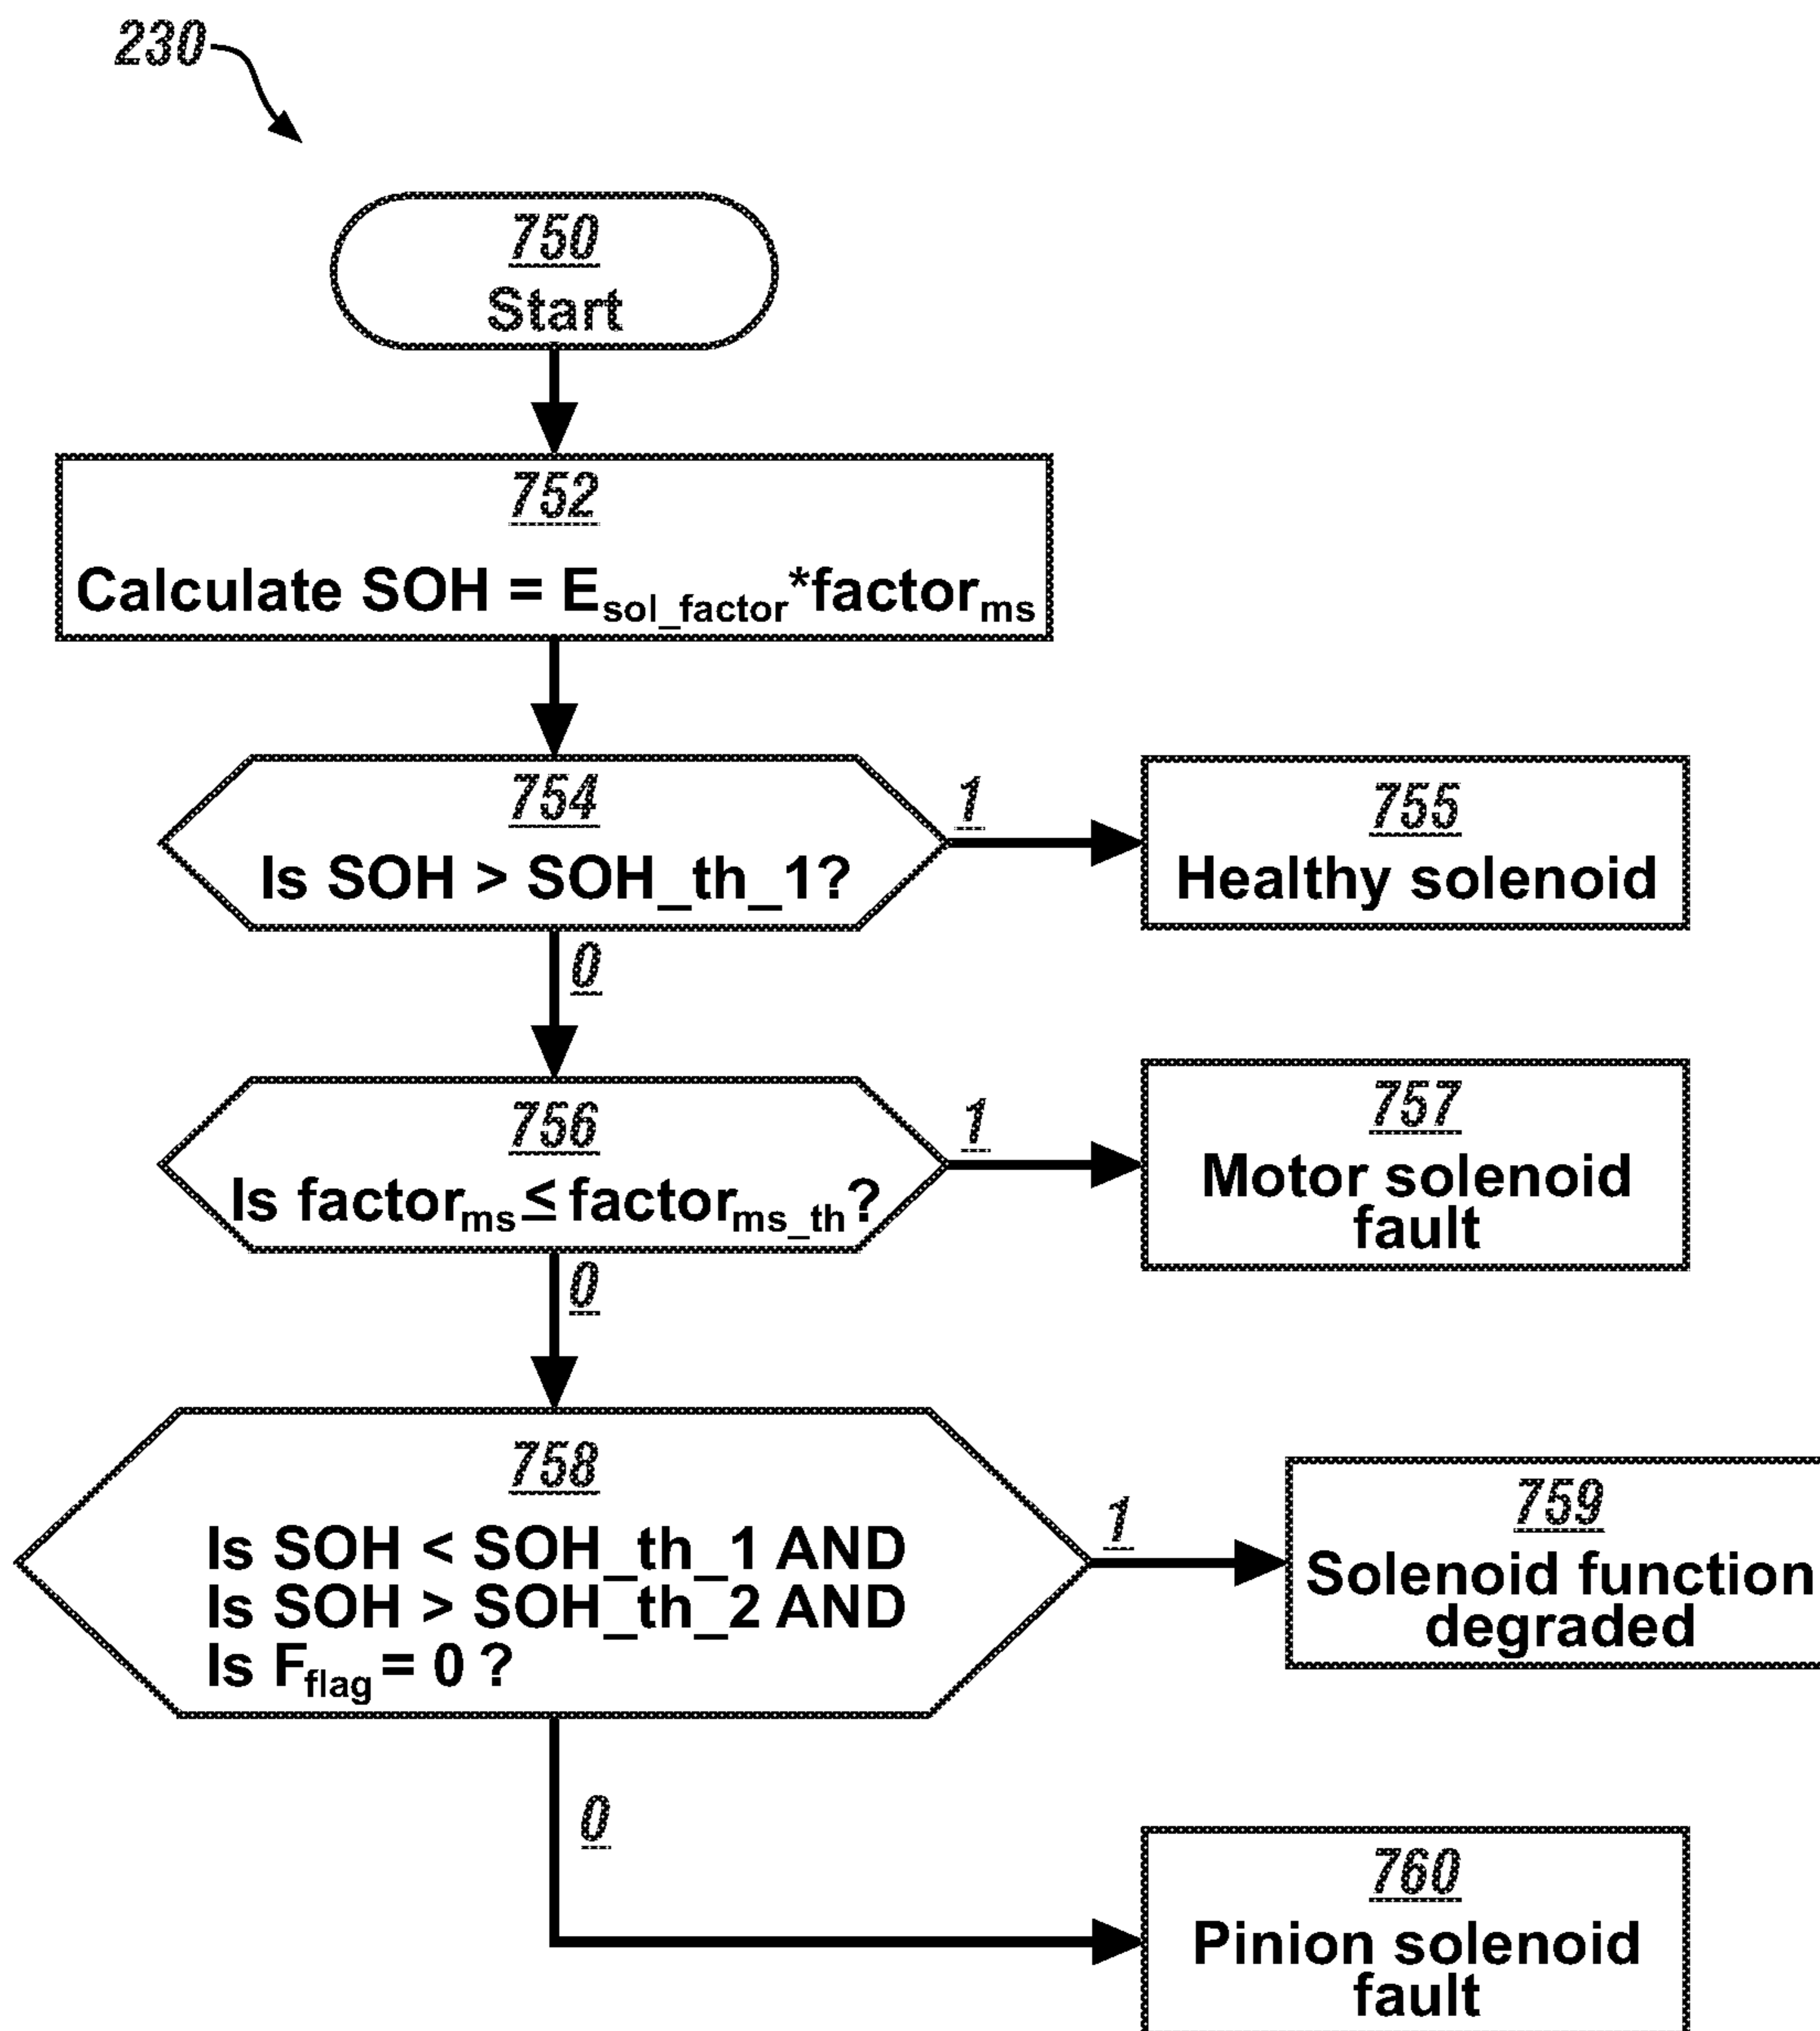 230
750
Start
752
Calculate SOH = Esol_factor*factorms
754
Is SOH > SOH_th_1?
1
755
Healthy solenoid
0
756
Is factorms ≤ factorms_th?
1
757
Motor solenoid
fault
0
758
Is SOH < SOH_th_1 AND
Is SOH > SOH_th_2 AND
Is Fflag = 0 ?
1
759
Solenoid function
degraded
0
760
Pinion solenoid
fault